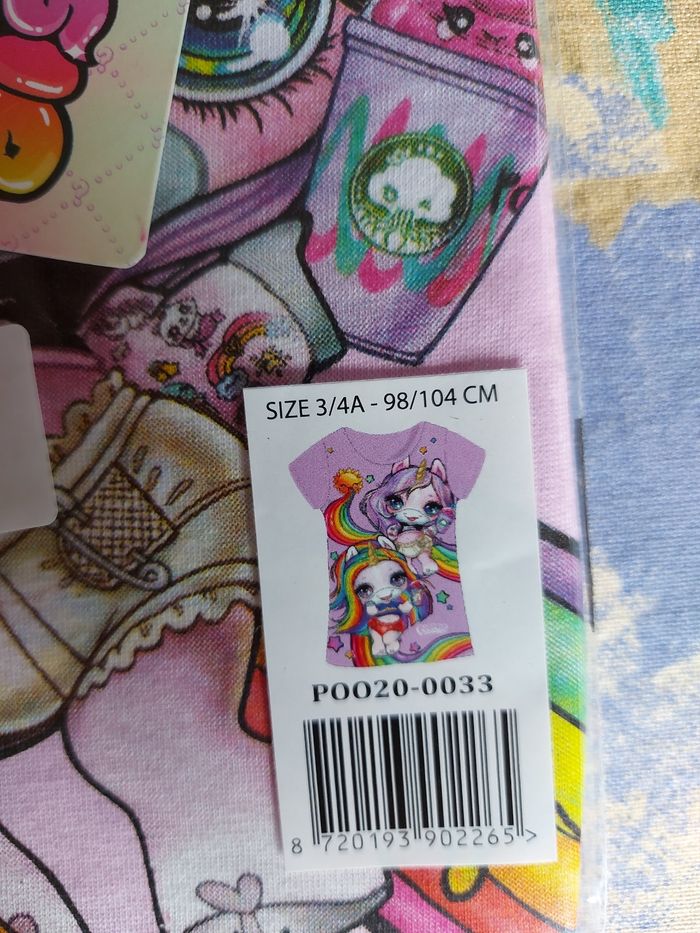 SIZE 3/4A - 98/104 CM
POO20-0033
8 720193 902265 >